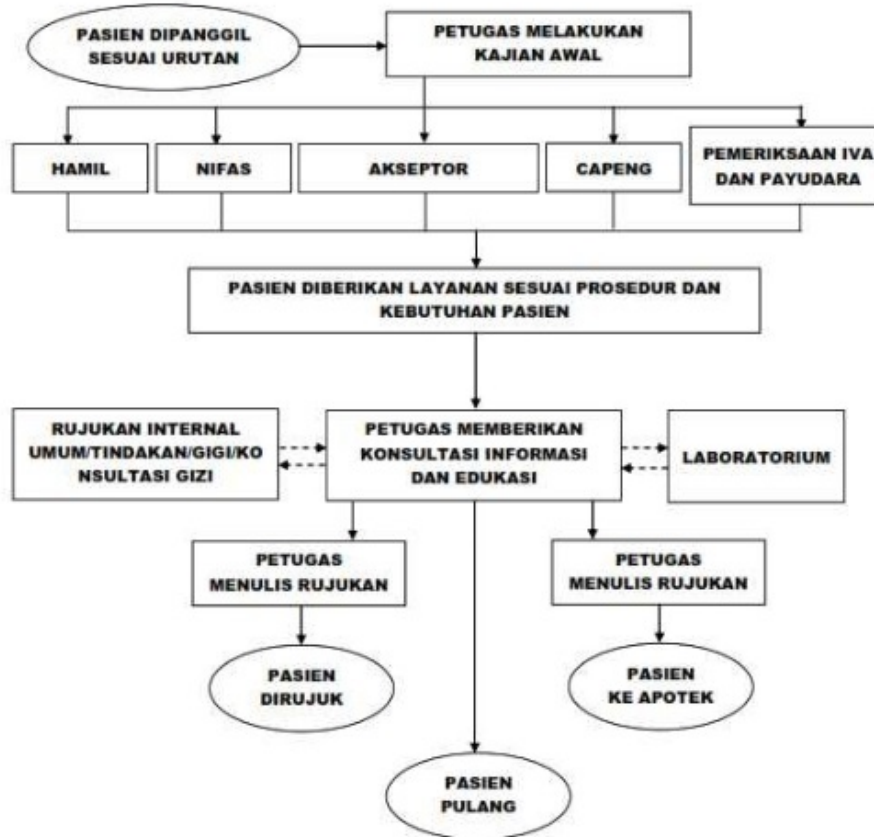 PASIEN DIPANGGIL
SESUAI URUTAN
PETUGAS MELAKUKAN
KAJIAN AWAL
HAMIL
NIFAS
AKSEPTOR
CAPENG
PEMERIKSAAN IVA
DAN PAYUDARA
PASIEN DIBERIKAN LAYANAN SESUAI PROSEDUR DAN
KEBUTUHAN PASIEN
RUJUKAN INTERNAL
UMUM/TINDAKAN/GIGI/KO
NSULTASI GIZI
PETUGAS MEMBERIKAN
KONSULTASI INFORMASI
DAN EDUKASI
LABORATORIUM
PETUGAS
MENULIS RUJUKAN
PETUGAS
MENULIS RUJUKAN
PASIEN
DIRUJUK
PASIEN
KE APOTEK
PASIEN
PULANG